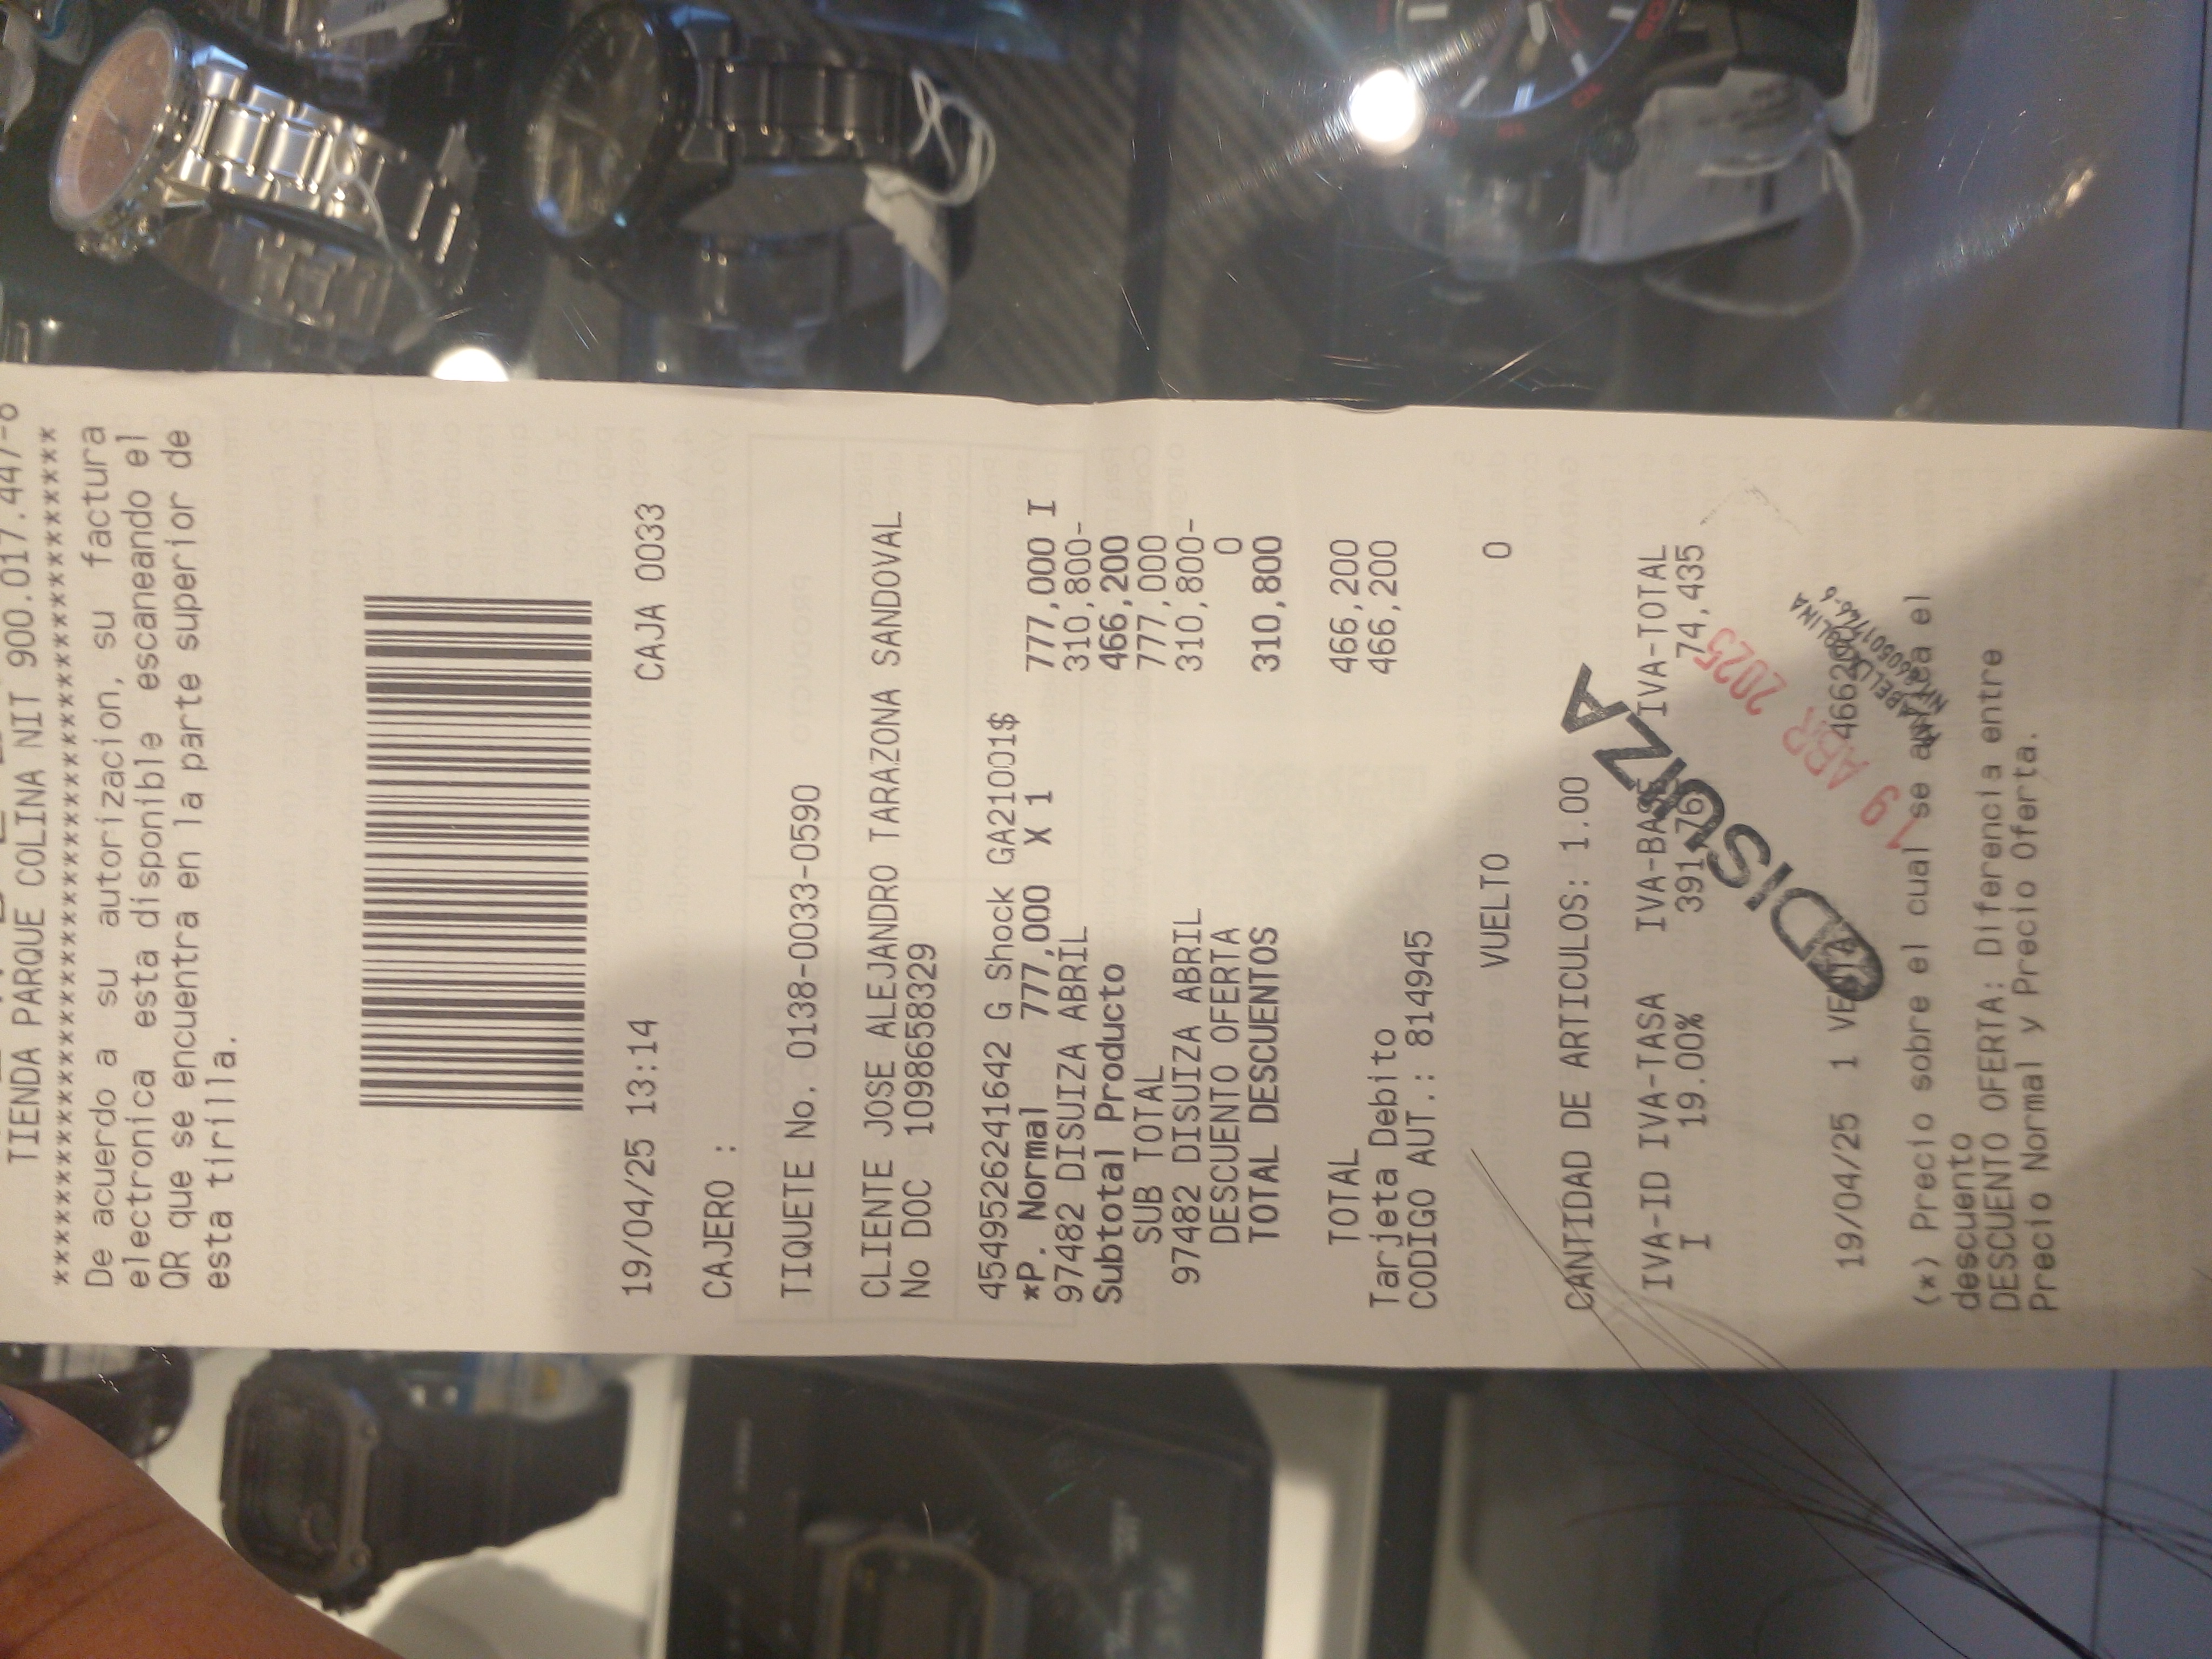 TIENDA PARQUE COLINA NIT 900.017.447-8
****************************************
De acuerdo a su autorizacion, su factura
electronica esta disponible escaneando el
QR que se encuentra en la parte superior de
esta tirilla.
19/04/25 13:14 CAJA 0033
CAJERO :
TIQUETE No. 0138-0033-0590
CLIENTE JOSE ALEJANDRO TARAZONA SANDOVAL
No DOC 1098658329
4549526241642 G Shock GA21001$
*P. Normal 777,000 X 1 777,000 I
97482 DISUIZA ABRIL 310,800-
Subtotal Producto 466,200
SUB TOTAL 777,000
97482 DISUIZA ABRIL 310,800-
DESCUENTO OFERTA 0
TOTAL DESCUENTOS 310,800
TOTAL 466,200
Tarjeta Debito 466,200
CODIGO AUT.: 814945
VUELTO 0
CANTIDAD DE ARTICULOS: 1.00
IVA-ID IVA-TASA IVA-BASE IVA-TOTAL
I 19.00% 391,76 74,435
DISUIZA
19 ABR 2025
19/04/25 1 VENTA
(*) Precio sobre el cual se aplica el
descuento
DESCUENTO OFERTA: Diferencia entre
Precio Normal y Precio Oferta.